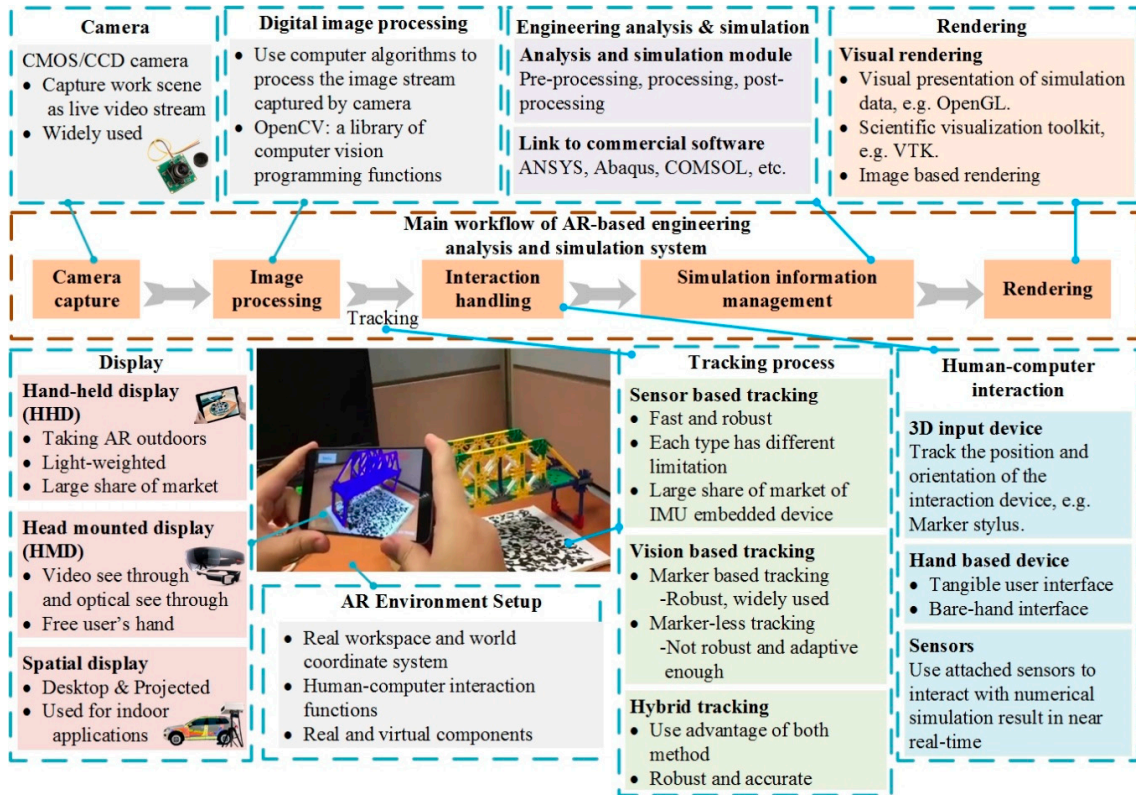 Camera
CMOS/CCD camera
• Capture work scene
as live video stream
• Widely used
Digital image processing
• Use computer algorithms to
process the image stream
captured by camera
• OpenCV: a library of
computer vision
programming functions
Engineering analysis & simulation
Analysis and simulation module
Pre-processing, processing, post-
processing
Link to commercial software
ANSYS, Abaqus, COMSOL, etc.
Rendering
Visual rendering
• Visual presentation of simulation
data, e.g. OpenGL.
• Scientific visualization toolkit,
e.g. VTK.
• Image based rendering
Main workflow of AR-based engineering
analysis and simulation system
Camera
capture
Image
processing
Tracking
Interaction
handling
Simulation information
management
Rendering
Display
Hand-held display
(HHD)
• Taking AR outdoors
• Light-weighted
• Large share of market
Head mounted display
(HMD)
• Video see through
and optical see through
• Free user's hand
Spatial display
• Desktop & Projected
• Used for indoor
applications
AR Environment Setup
• Real workspace and world
coordinate system
• Human-computer interaction
functions
• Real and virtual components
Tracking process
Sensor based tracking
• Fast and robust
• Each type has different
limitation
• Large share of market of
IMU embedded device
Vision based tracking
• Marker based tracking
-Robust, widely used
• Marker-less tracking
-Not robust and adaptive
enough
Hybrid tracking
• Use advantage of both
method
• Robust and accurate
Human-computer
interaction
3D input device
Track the position and
orientation of the
interaction device, e.g.
Marker stylus.
Hand based device
• Tangible user interface
• Bare-hand interface
Sensors
Use attached sensors to
interact with numerical
simulation result in near
real-time